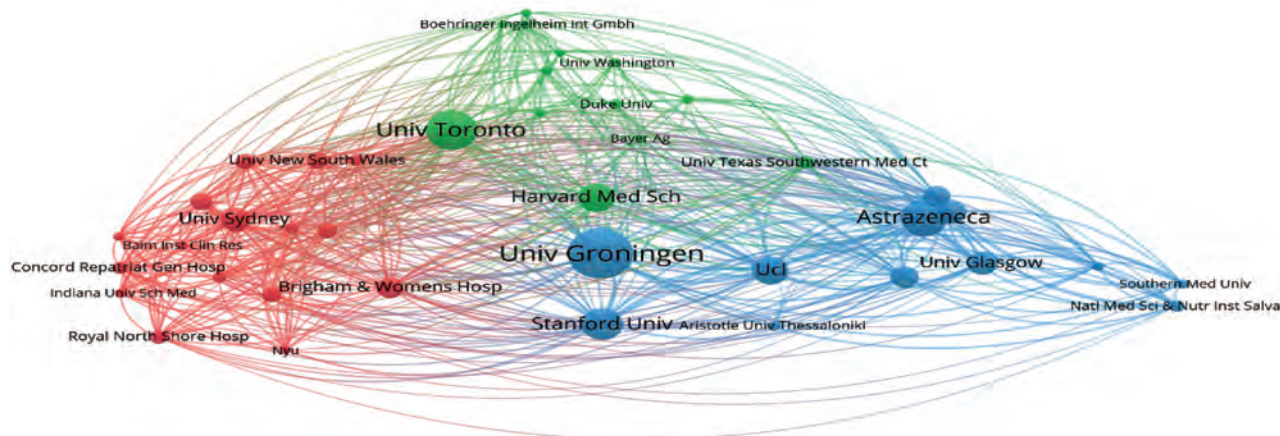 Boehringer Ingelheim Int Gmbh
Univ Washington
Duke Univ
Univ Toronto
Bayer Ag
Univ New South Wales
Univ Texas Southwestern Med Ct
Harvard Med Sch
Univ Sydney
Astrazeneca
Baim Inst Clin Res
Univ Groningen
Concord Repatriat Gen Hosp
Ucl
Univ Glasgow
Southern Med Univ
Indiana Univ Sch Med
Brigham & Womens Hosp
Natl Med Sci & Nutr Inst Salva
Stanford Univ
Aristotle Univ Thessaloniki
Royal North Shore Hosp
Nyu